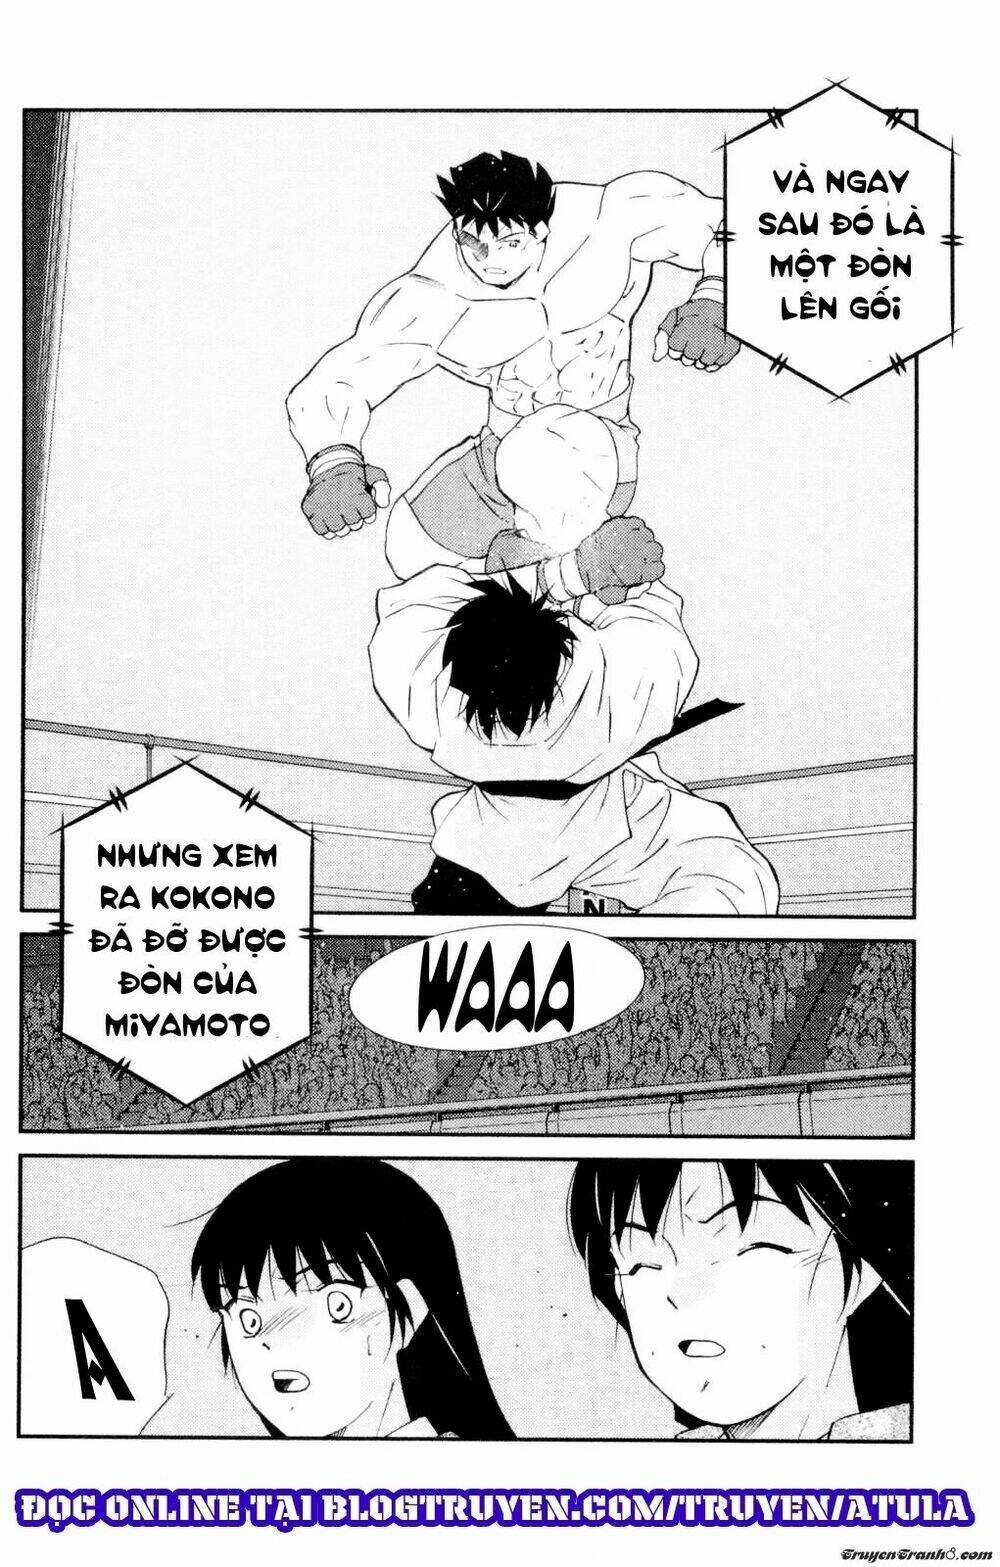 VÀ NGAY
SAU ĐÓ LÀ
MỘT ĐÒN
LÊN GỐI
NHƯNG XEM
RA KOKONO
ĐÃ ĐỠ ĐƯỢC
ĐÒN CỦA
MIYAMOTO
N
WAAA
A
ĐỌC ONLINE TẠI BLOGTRUYEN.COM/TRUYEN/ATULA
TruyenTranh8.com